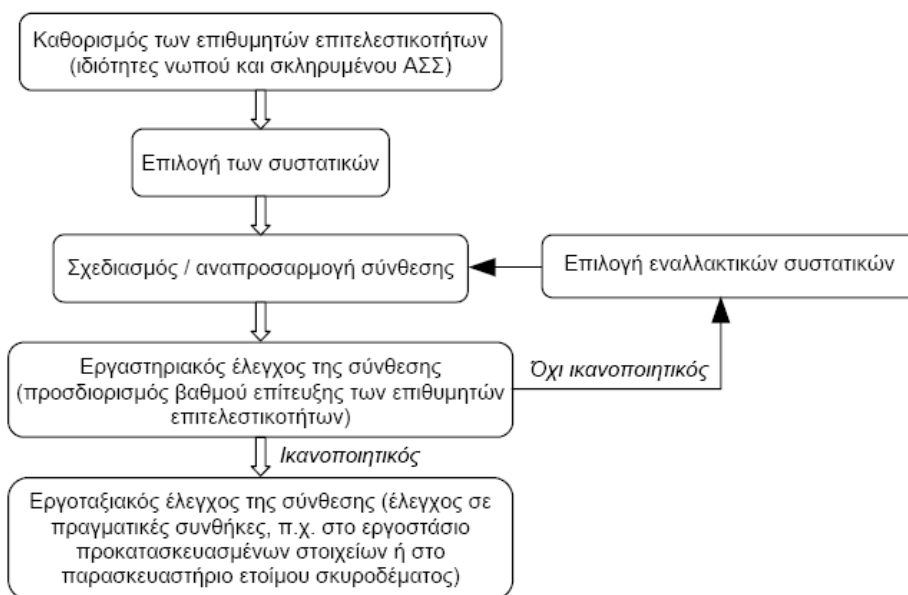 Καθορισμός των επιθυμητών επιτελεστικοτήτων
(ιδιότητες νωπού και σκληρυμένου ΑΣΣ)
Επιλογή των συστατικών
Σχεδιασμός / αναπροσαρμογή σύνθεσης
Επιλογή εναλλακτικών συστατικών
Εργαστηριακός έλεγχος της σύνθεσης
(προσδιορισμός βαθμού επίτευξης των επιθυμητών
επιτελεστικοτήτων)
Όχι ικανοποιητικός
Ικανοποιητικός
Εργοταξιακός έλεγχος της σύνθεσης (έλεγχος σε
πραγματικές συνθήκες, π.χ. στο εργοστάσιο
προκατασκευασμένων στοιχείων ή στο
παρασκευαστήριο ετοίμου σκυροδέματος)